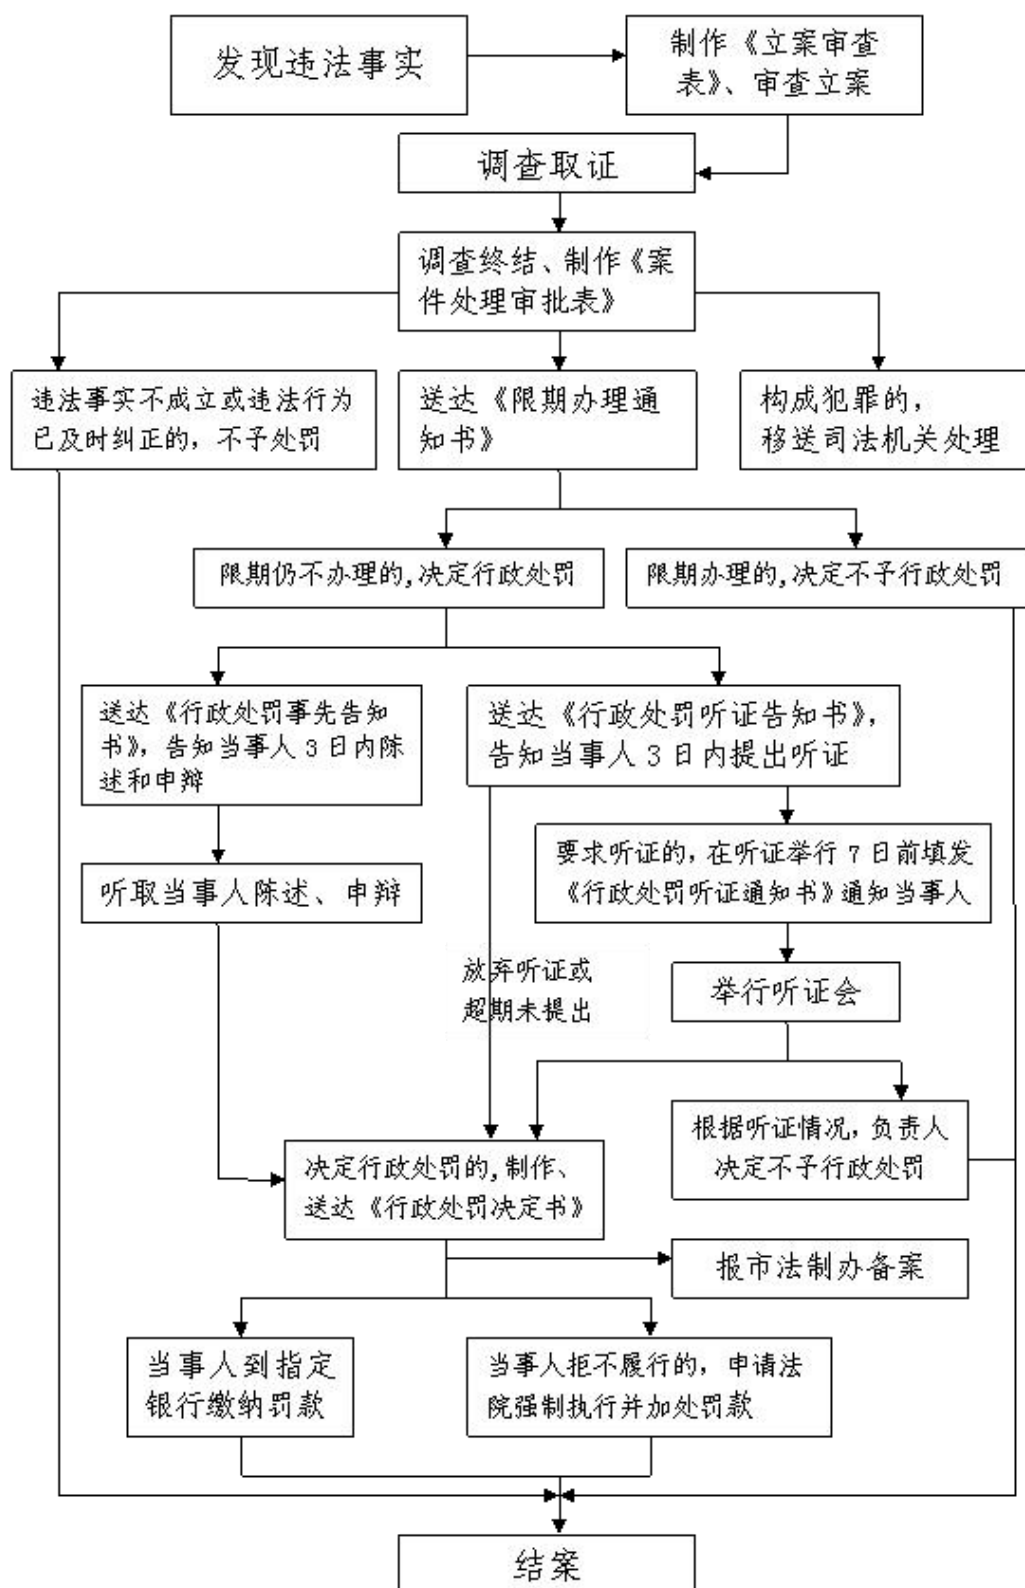 发现违法事实
制作《立案审查
表》、审查立案
调查取证
调查终结、制作《案
件处理审批表》
违法事实不成立或违法行为
已及时纠正的，不予处罚
送达《限期办理通
知书》
构成犯罪的，
移送司法机关处理
限期仍不办理的,决定行政处罚
限期办理的,决定不予行政处罚
送达《行政处罚事先告知
书》，告知当事人3日内陈
述和申辩
送达《行政处罚听证告知书》，
告知当事人3日内提出听证
听取当事人陈述、申辩
要求听证的，在听证举行7日前填发
《行政处罚听证通知书》通知当事人
放弃听证或
超期未提出
举行听证会
根据听证情况，负责人
决定不予行政处罚
决定行政处罚的,制作、
送达《行政处罚决定书》
报市法制办备案
当事人到指定
银行缴纳罚款
当事人拒不履行的，申请法
院强制执行并加处罚款
结案